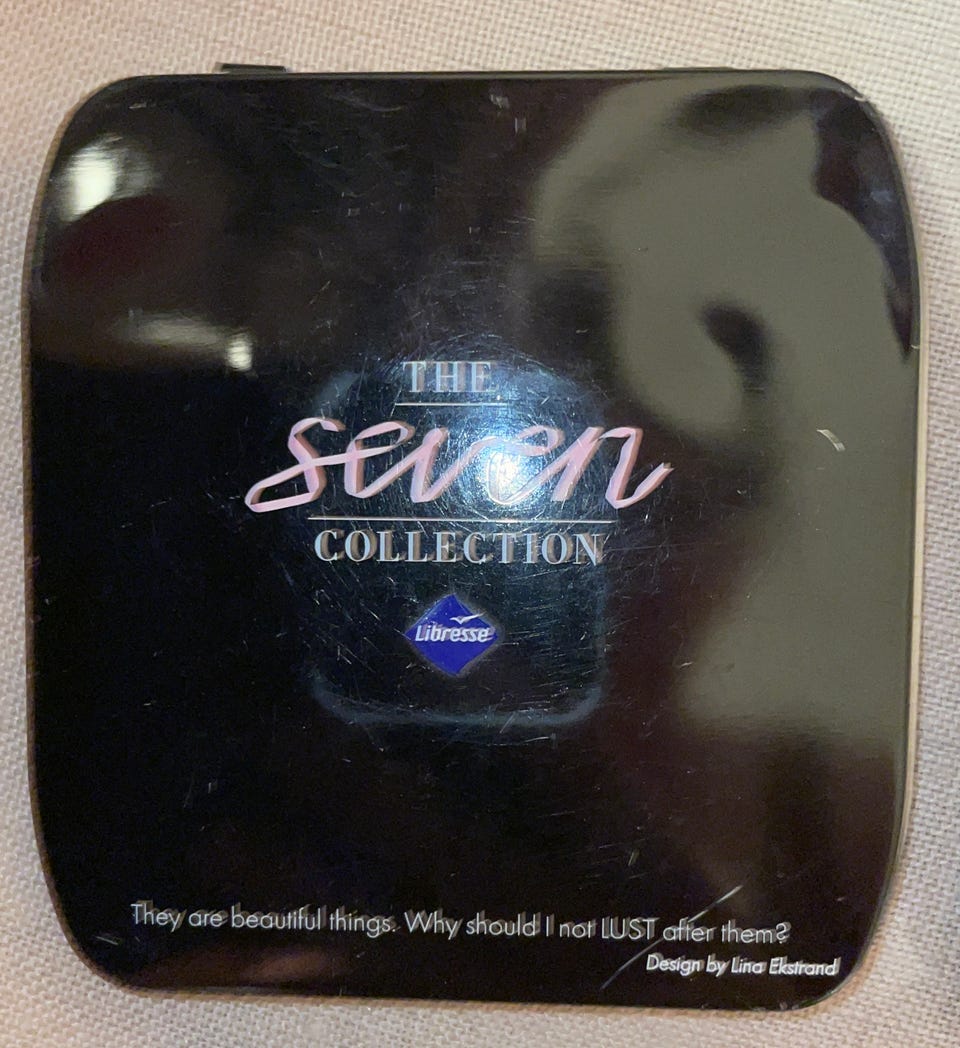 THE
seven
COLLECTION
Libresse
They are beautiful things. Why should I not LUST after them?
Design by Lina Ekstrand